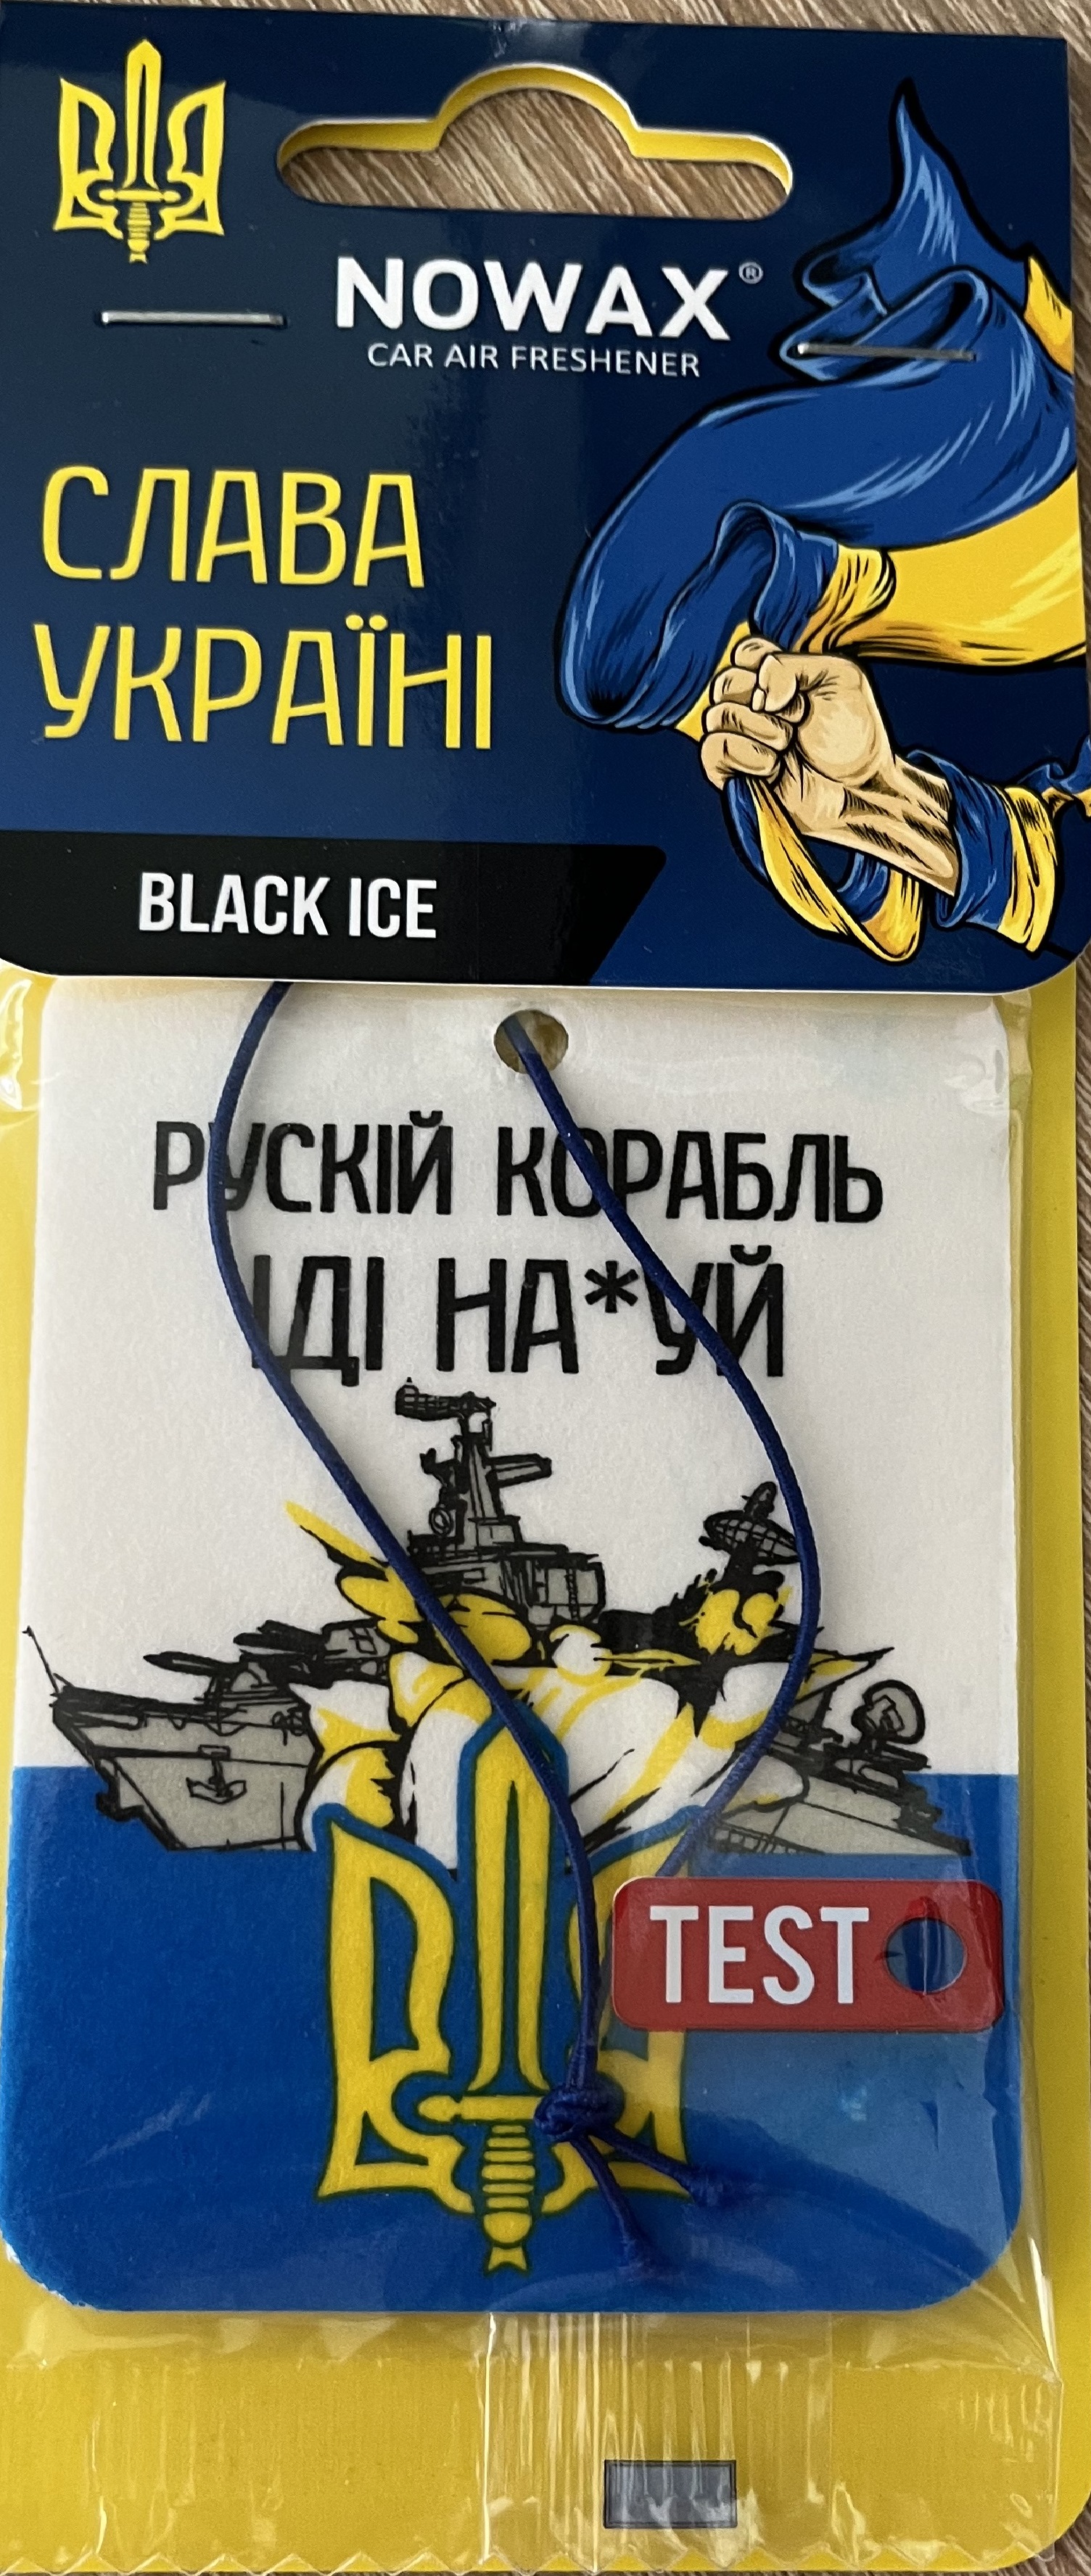 NOWAX®
CAR AIR FRESHENER
СЛАВА
УКРАЇНІ
BLACK ICE
РУСКІЙ КОРАБЛЬ
ІДІ НА*УЙ
TEST